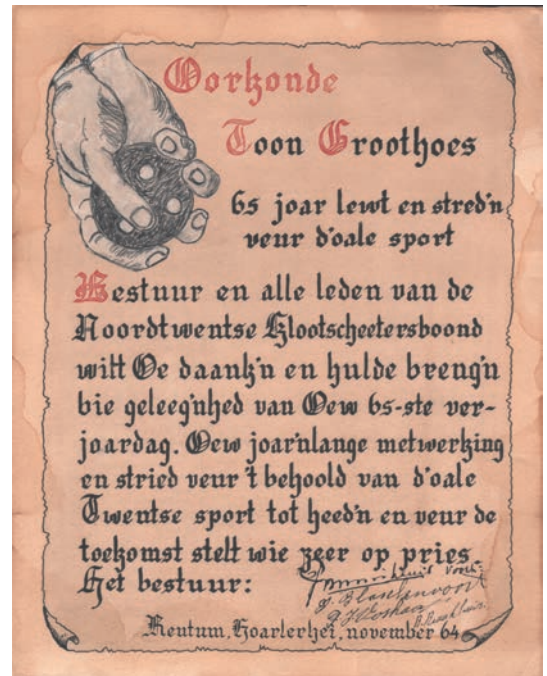 Oorkonde
Toon Groothoes
65 joar lewt en stred'n
veur d'oale sport
Bestuur en alle leden van de
Noordtwentse Klootscheetersboond
witt Oe daank'n en hulde breng'n
bie geleeg'nhed van Oew 65-ste ver-
joardag. Oew joar'nlange metwerking
en stried veur 't behoold van d'oale
Twentse sport tot heed'n en veur de
toekomst stelt wie zeer op pries.
Het bestuur:
Rentum, Hoarlerhei, november 64